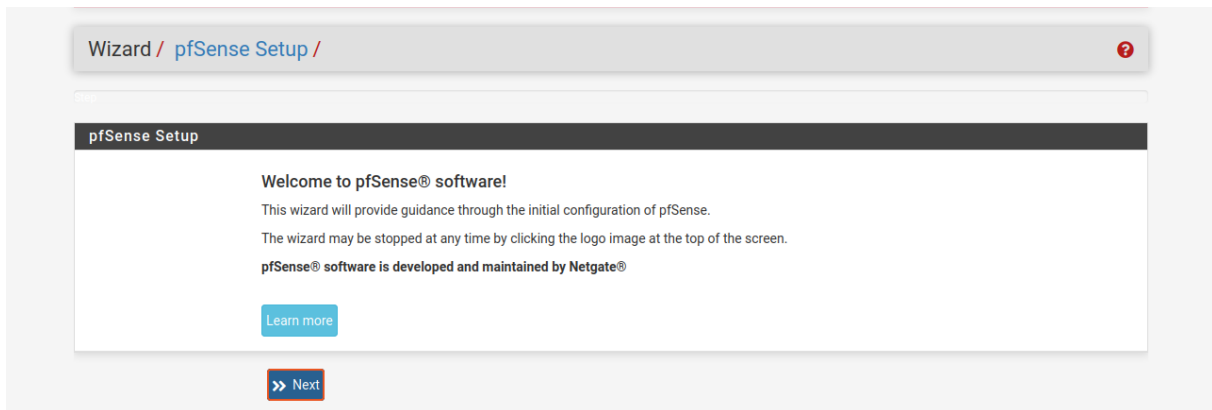 Wizard / pfSense Setup /
Step
pfSense Setup
Welcome to pfSense® software!
This wizard will provide guidance through the initial configuration of pfSense.
The wizard may be stopped at any time by clicking the logo image at the top of the screen.
pfSense® software is developed and maintained by Netgate®
Learn more
Next